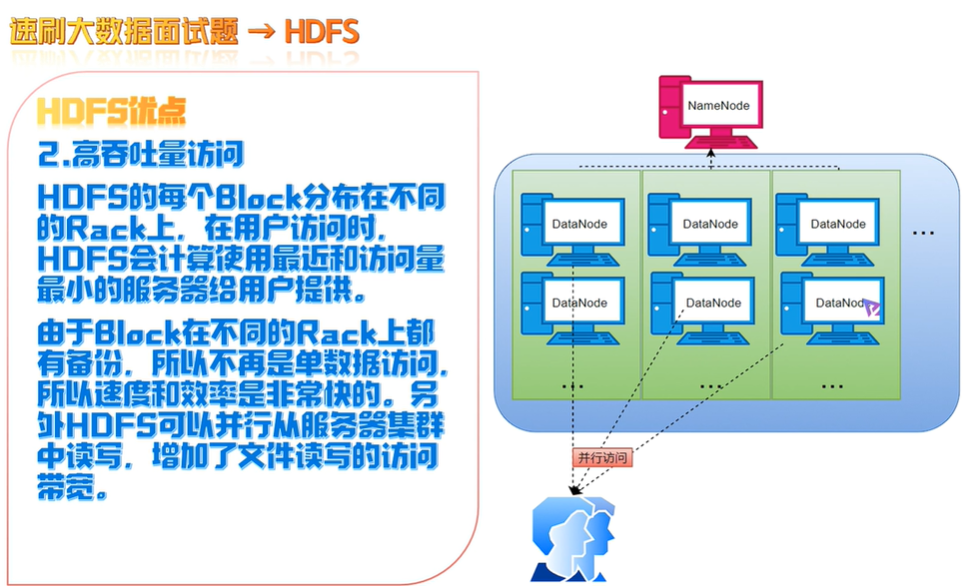 速刷大数据面试题 → HDFS
HDFS优点
2.高吞吐量访问
HDFS的每个Block分布在不同
的Rack上，在用户访问时，
HDFS会计算使用最近和访问量
最小的服务器给用户提供。
由于Block在不同的Rack上都
有备份，所以不再是单数据访问，
所以速度和效率是非常快的。另
外HDFS可以并行从服务器集群
中读写，增加了文件读写的访问
带宽。
NameNode
DataNode
DataNode
DataNode
...
DataNode
DataNode
DataNode
...
...
...
并行访问